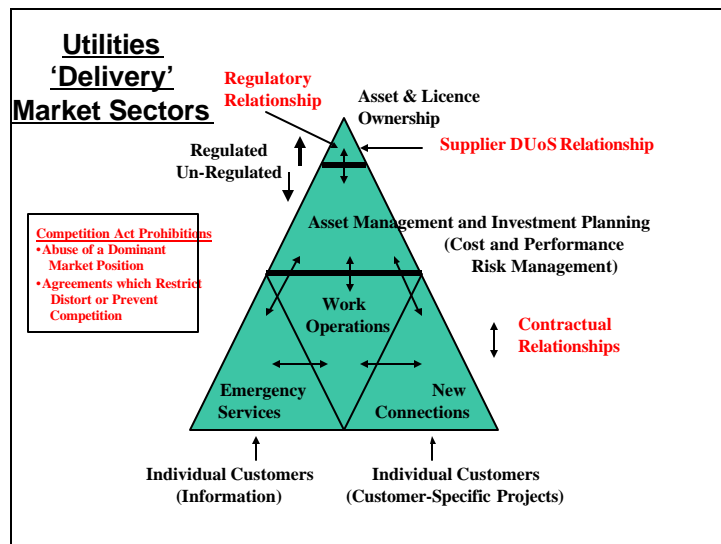 Utilities
‘Delivery’
Market Sectors
Regulatory
Relationship
Asset & Licence
Ownership
Supplier DUoS Relationship
Regulated
Un-Regulated
Asset Management and Investment Planning
(Cost and Performance
Risk Management)
Competition Act Prohibitions
•Abuse of a Dominant
Market Position
•Agreements which Restrict
Distort or Prevent
Competition
Work
Operations
Contractual
Relationships
Emergency
Services
New
Connections
Individual Customers
(Information)
Individual Customers
(Customer-Specific Projects)